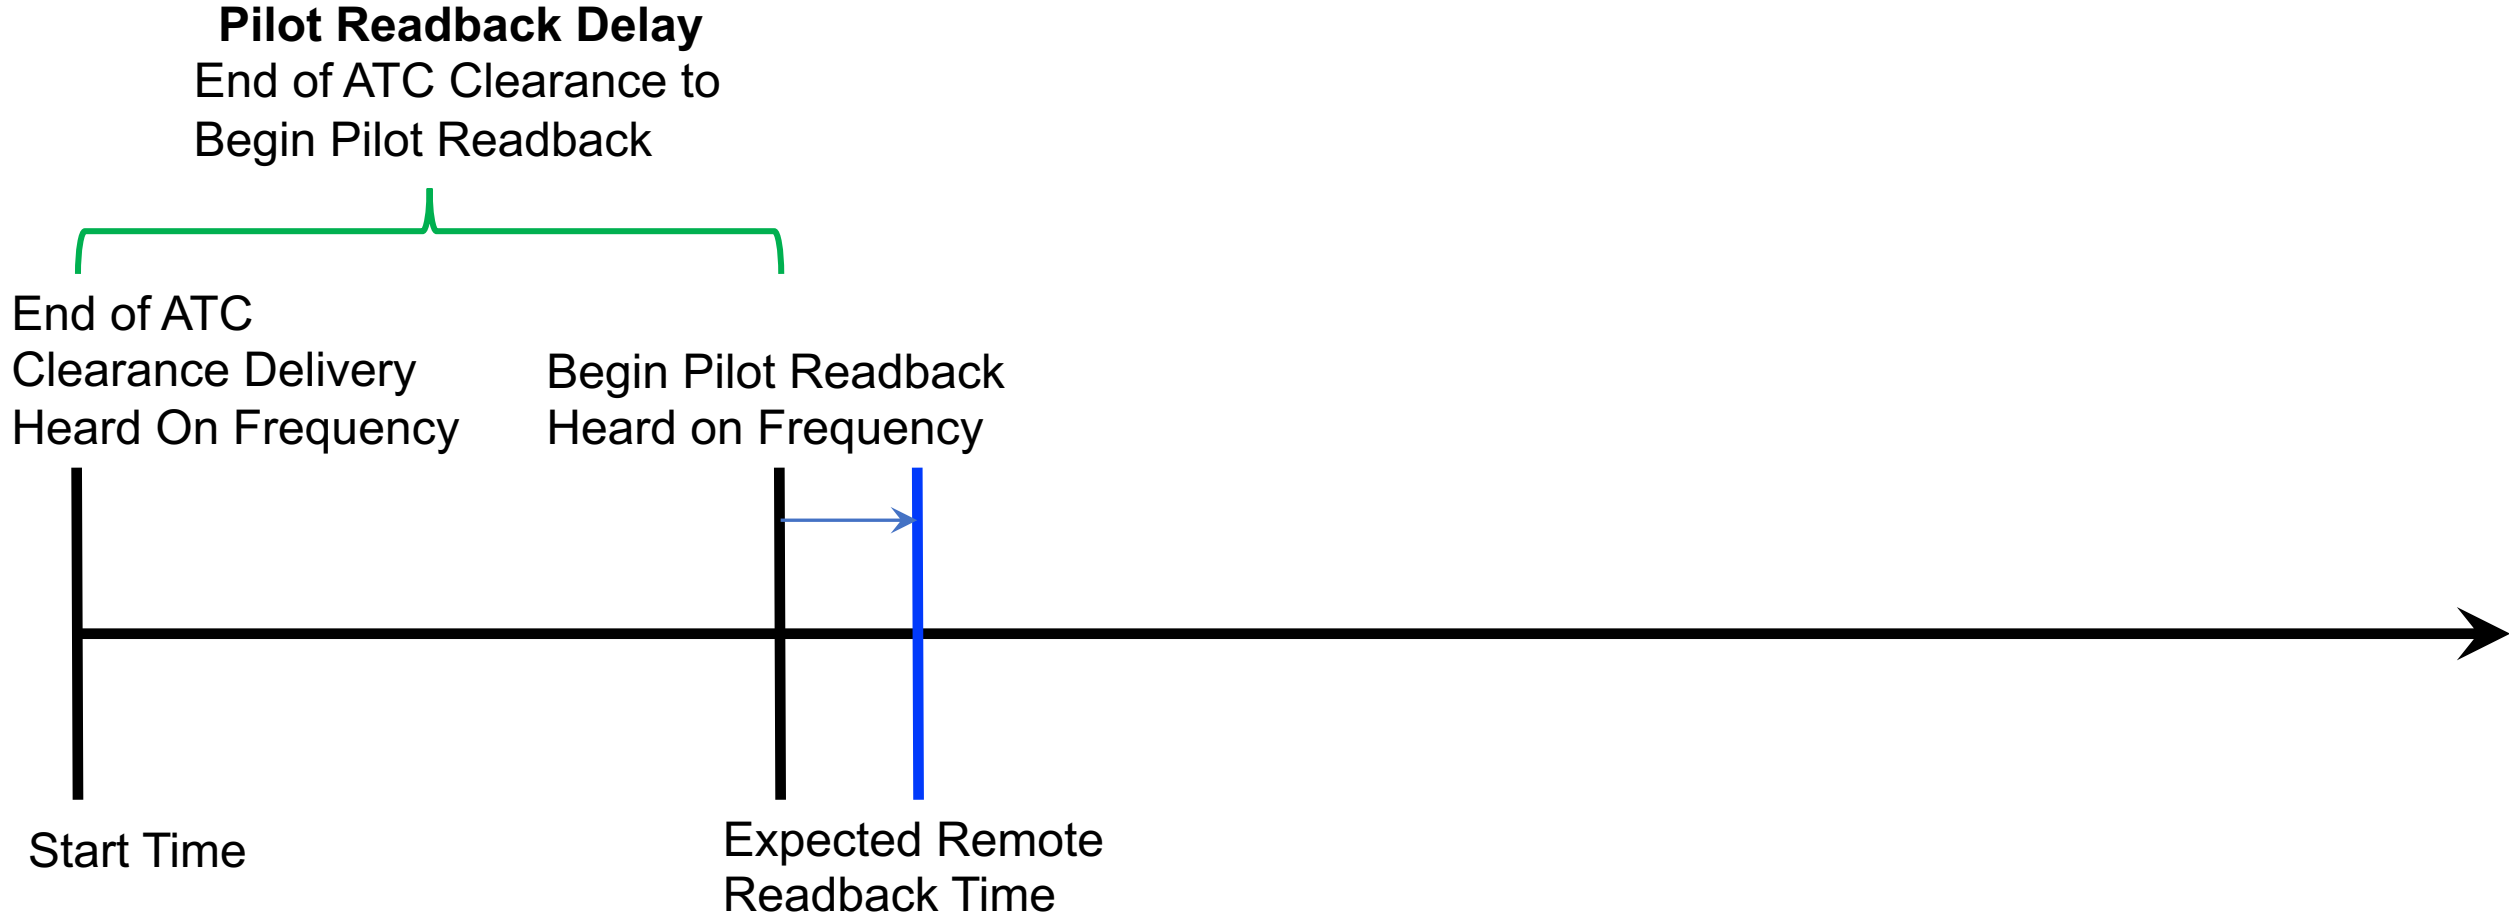 Pilot Readback Delay
End of ATC Clearance to
Begin Pilot Readback
End of ATC
Clearance Delivery
Heard On Frequency
Begin Pilot Readback
Heard on Frequency
Start Time
Expected Remote
Readback Time